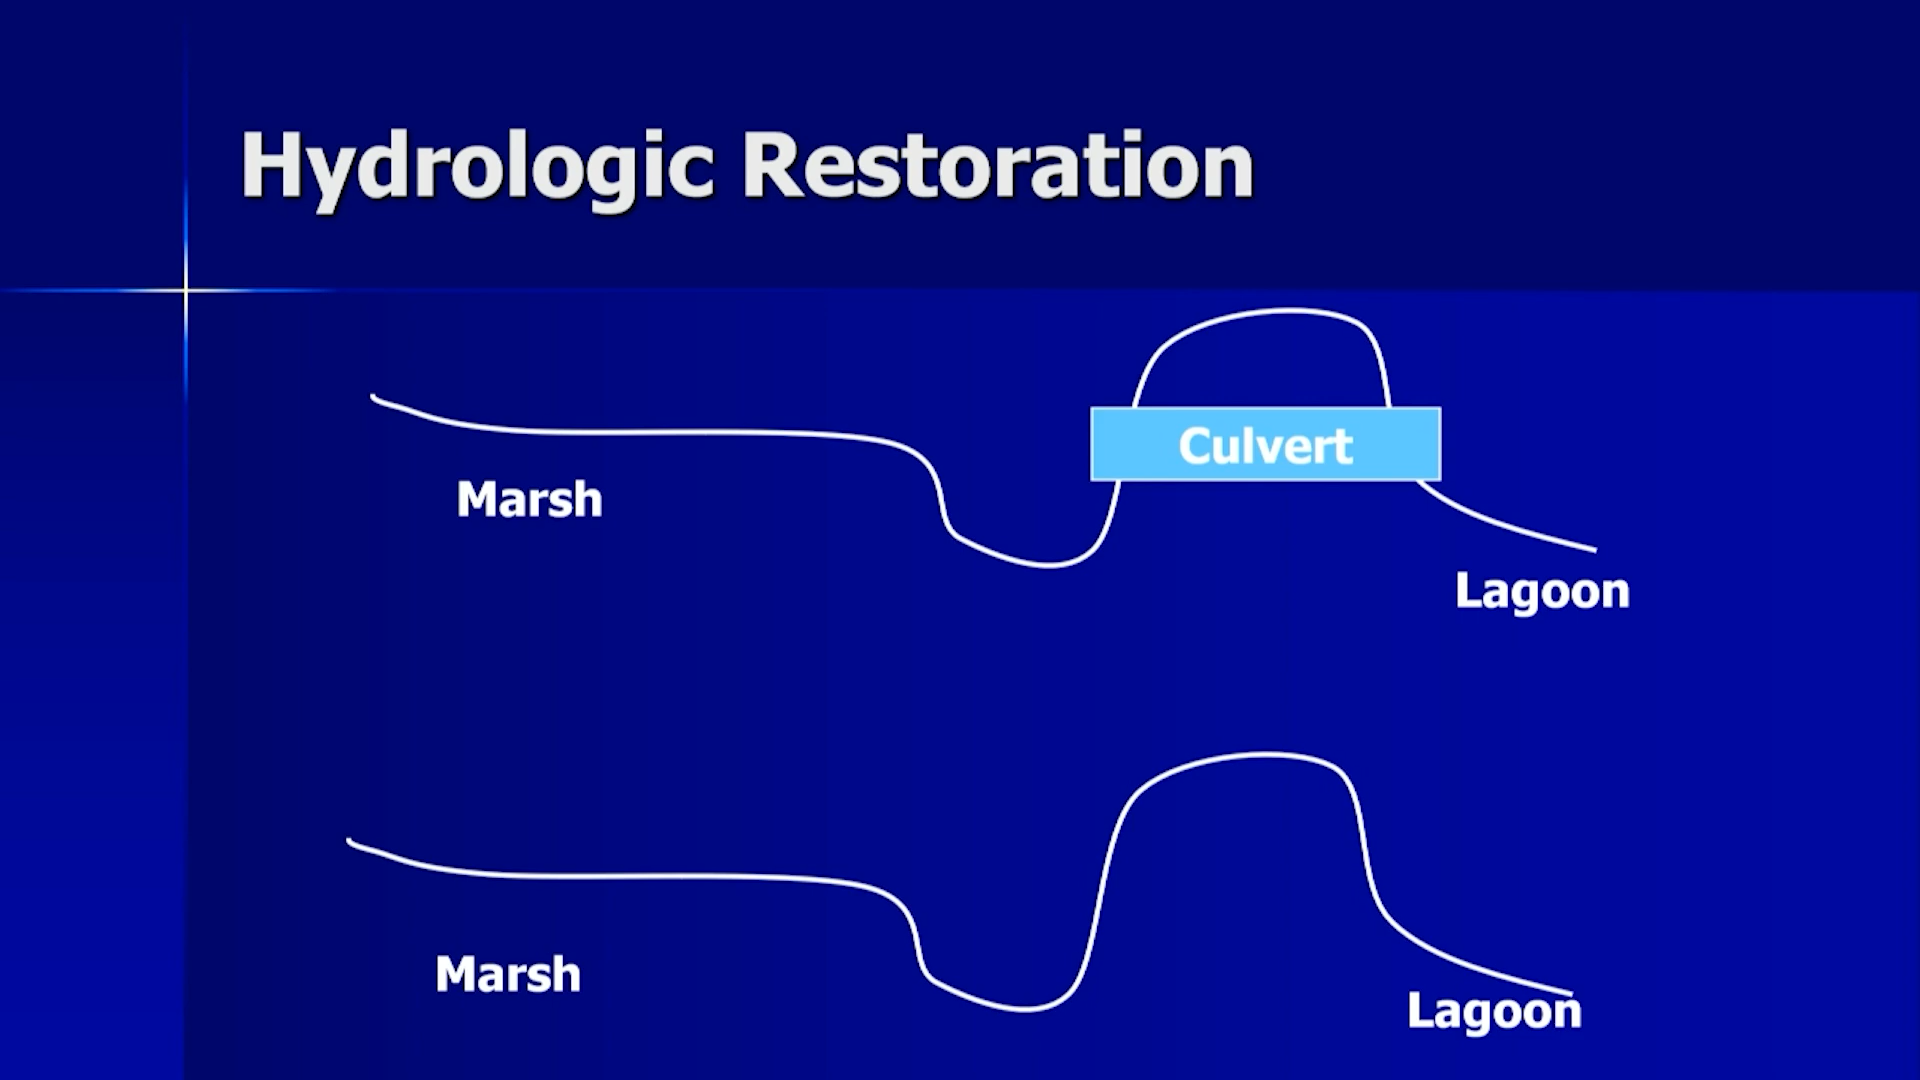 Hydrologic Restoration
Culvert
Marsh
Lagoon
Marsh
Lagoon